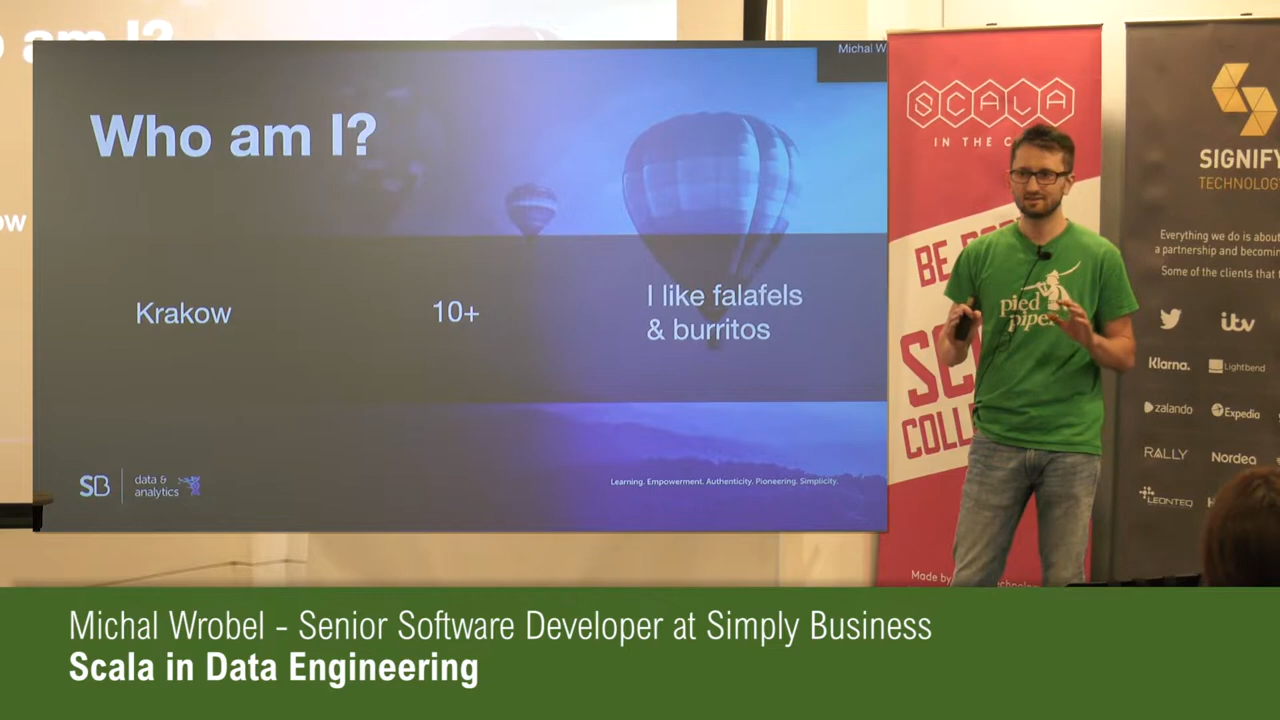 am I?
Michal W
Who am I?
ow
Krakow
10+
I like falafels
& burritos
SB
data &
analytics
Learning. Empowerment. Authenticity. Pioneering. Simplicity.
SCALA
IN THE
BE
COLL
Made by
pied
piper
SIGNIFY
TECHNOLOG
Everything we do is about
a partnership and becomin
Some of the clients that
itv
Klarna.
Lightbend
zalando
Expedia
RALLY
Nordea
LEONTEQ
Michal Wrobel - Senior Software Developer at Simply Business
Scala in Data Engineering